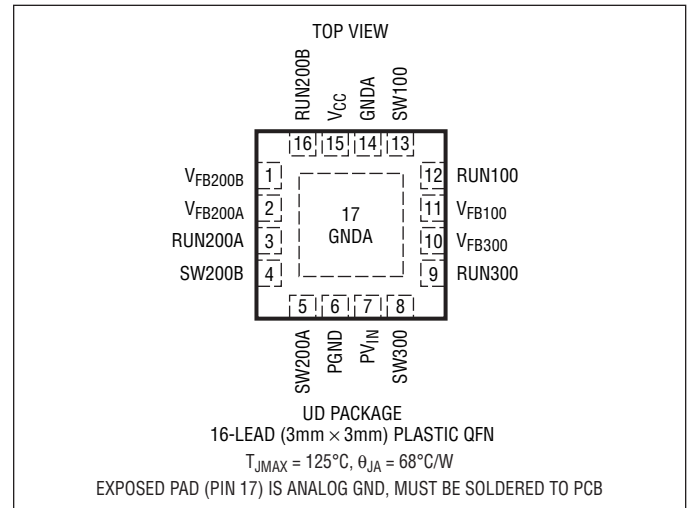 TOP VIEW
RUN200B
VCC
GNDA
SW100
16 15 14 13
VFB200B 1
VFB200A 2
RUN200A 3
SW200B 4
17
GNDA
12 RUN100
11 VFB100
10 VFB300
9 RUN300
5 6 7 8
SW200A
PGND
PVIN
SW300
UD PACKAGE
16-LEAD (3mm × 3mm) PLASTIC QFN
TJMAX = 125°C, θJA = 68°C/W
EXPOSED PAD (PIN 17) IS ANALOG GND, MUST BE SOLDERED TO PCB